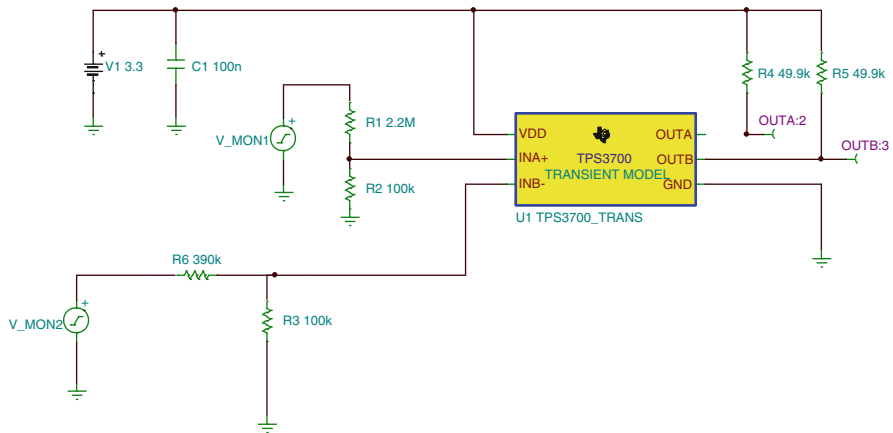 V1 3.3
+
C1 100n
R4 49.9k
R5 49.9k
OUTA:2
OUTB:3
V_MON1
+
R1 2.2M
R2 100k
VDD
OUTA
INA+
TPS3700
OUTB
TRANSIENT MODEL
INB-
GND
U1 TPS3700_TRANS
R6 390k
V_MON2
+
R3 100k